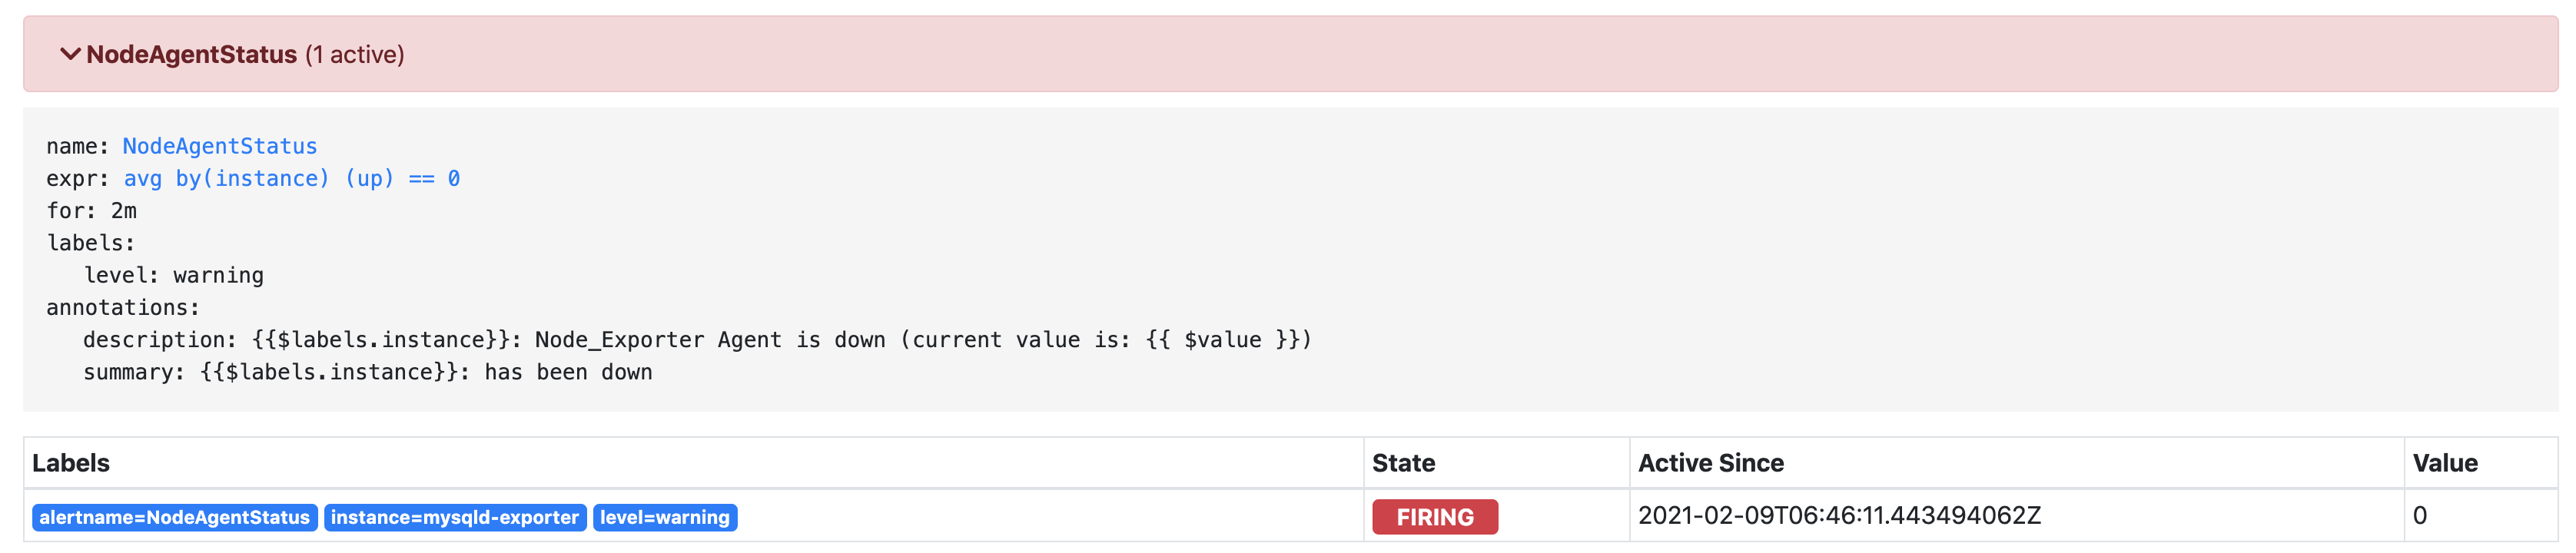 NodeAgentStatus (1 active)
name: NodeAgentStatus
expr: avg by(instance) (up) == 0
for: 2m
labels:
level: warning
annotations:
description: {{$labels.instance}}: Node_Exporter Agent is down (current value is: {{ $value }})
summary: {{$labels.instance}}: has been down
Labels State Active Since Value
alertname=NodeAgentStatus instance=mysqld-exporter level=warning FIRING 2021-02-09T06:46:11.443494062Z 0